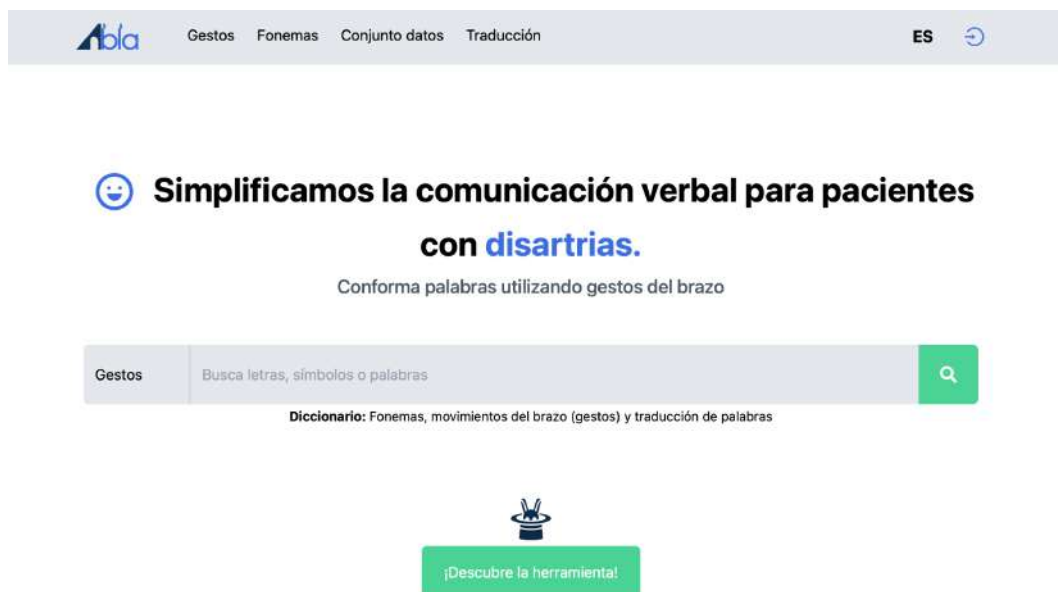 Abla
Gestos Fonemas Conjunto datos Traducción ES
Simplificamos la comunicación verbal para pacientes
con disartrias.
Conforma palabras utilizando gestos del brazo
Gestos Busca letras, símbolos o palabras
Diccionario: Fonemas, movimientos del brazo (gestos) y traducción de palabras
¡Descubre la herramienta!